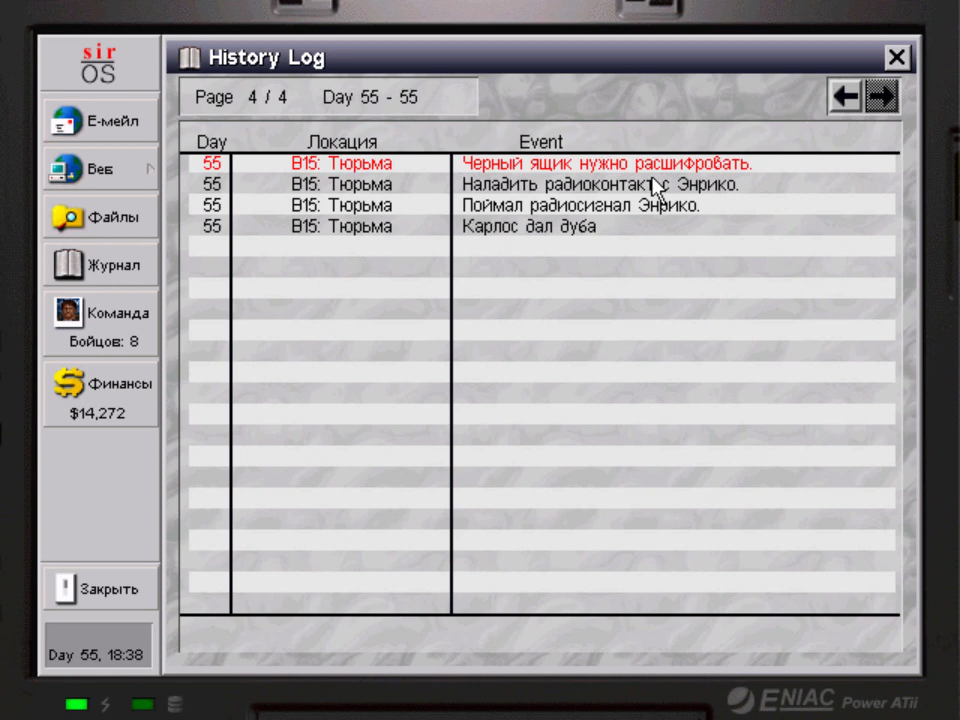 sir
OS
History Log
Page 4 / 4 Day 55 - 55
Е-мейл
Веб
Файлы
Журнал
Команда
Бойцов: 8
Финансы
$14,272
Закрыть
Day 55, 18:38
Day Локация Event
55 B15: Тюрьма Черный ящик нужно расшифровать.
55 B15: Тюрьма Наладить радиоконтакт с Энрико.
55 B15: Тюрьма Поймал радиосигнал Энрико.
55 B15: Тюрьма Карлос дал дуба
ENIAC Power ATii